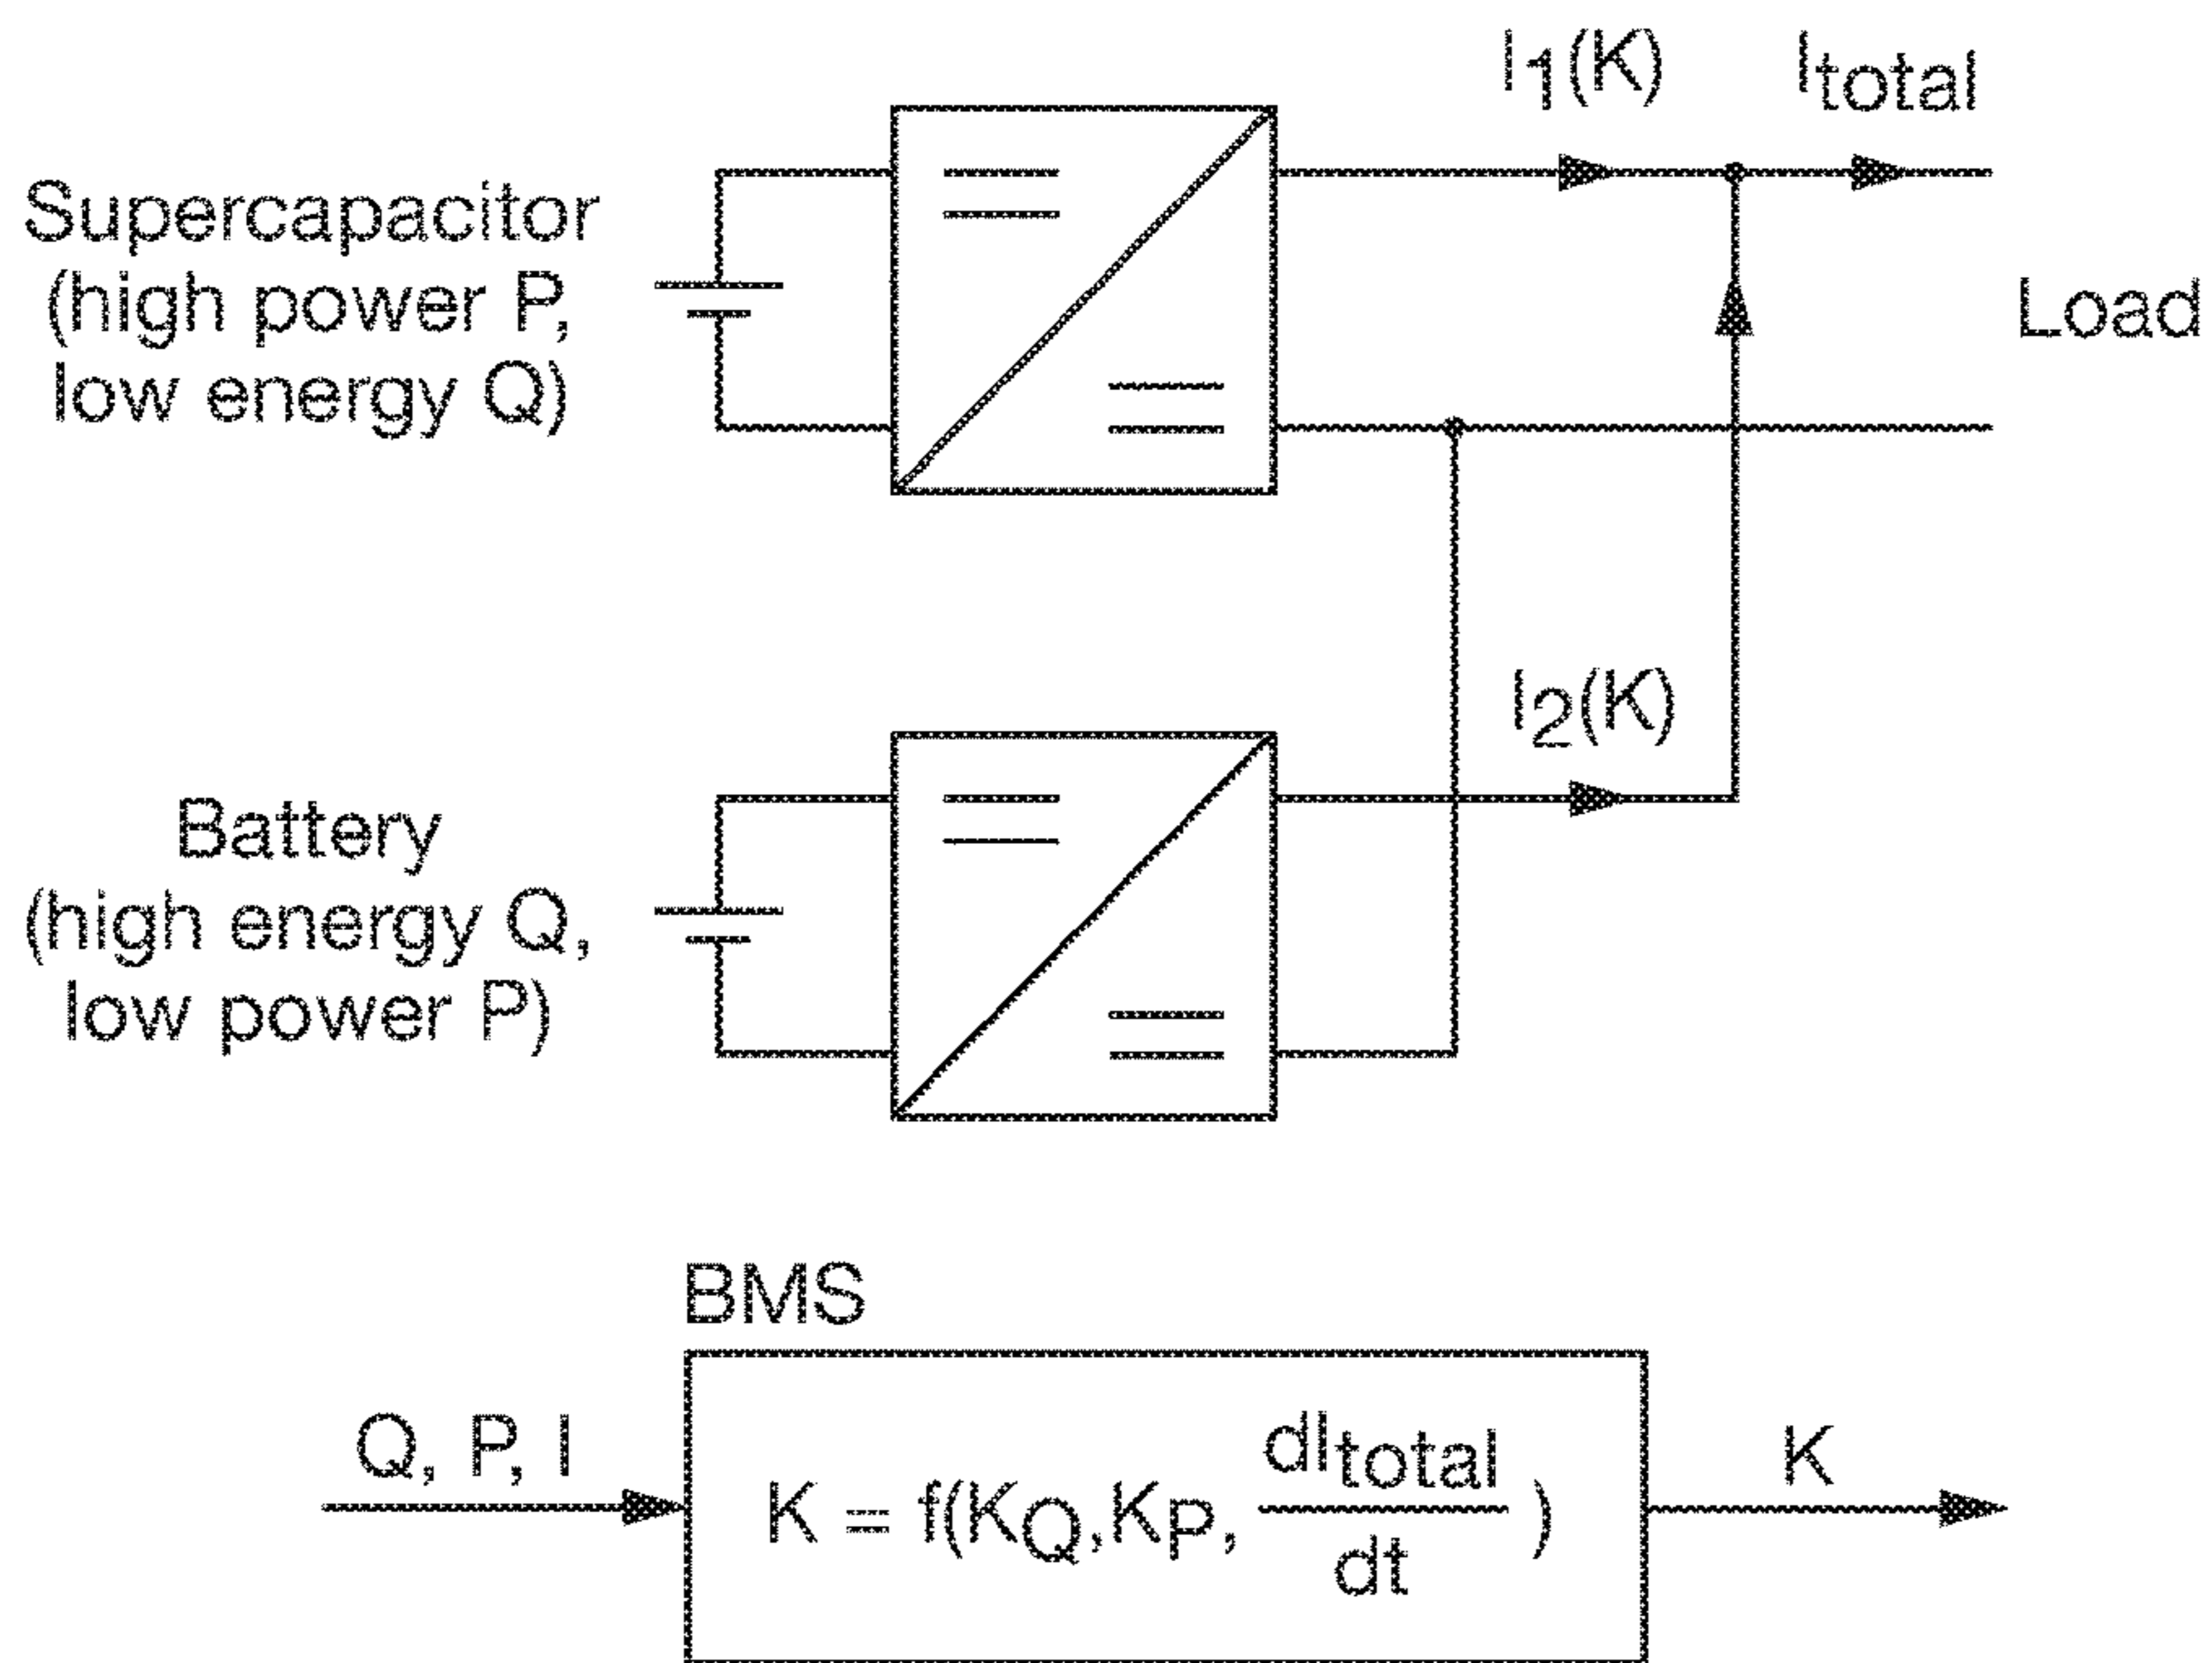 I1(K) Itotal
Supercapacitor
(high power P,
low energy Q)
Load
I2(K)
Battery
(high energy Q,
low power P)
BMS
Q, P, I
K = f(KQ,KP, dItotal/dt )
K